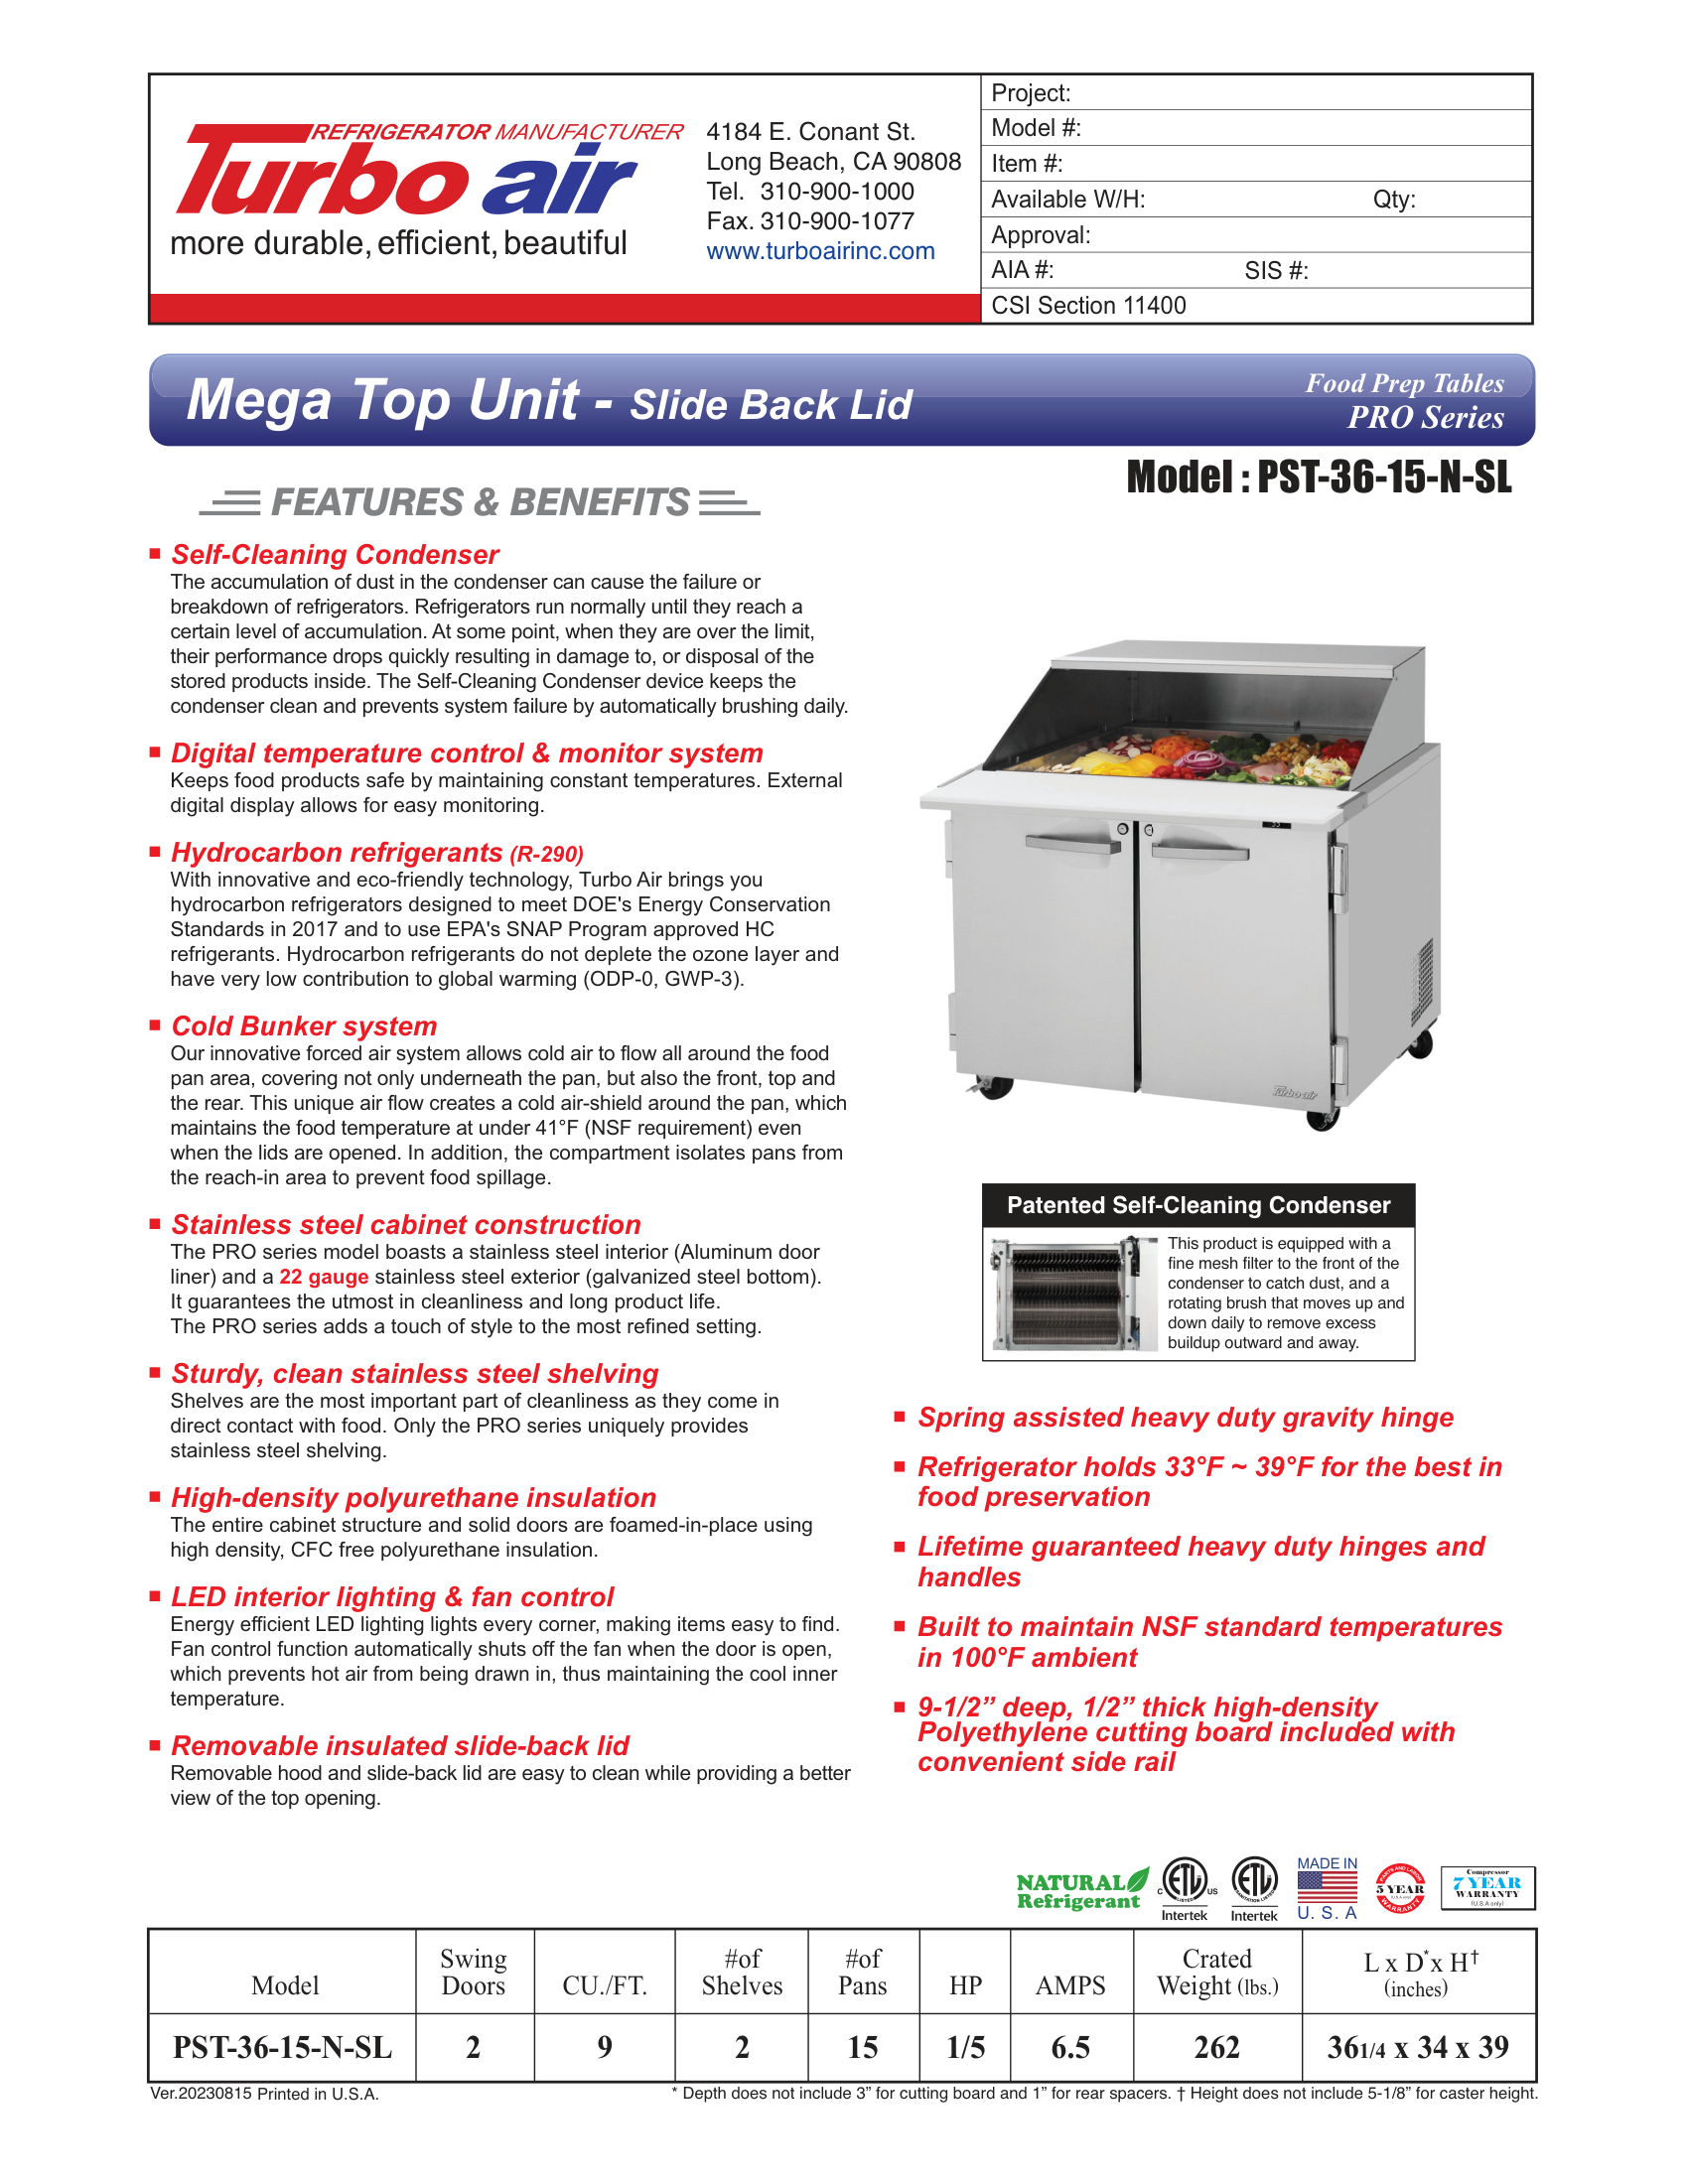 REFRIGERATOR MANUFACTURER
Turbo air
more durable, efficient, beautiful
4184 E. Conant St.
Long Beach, CA 90808
Tel. 310-900-1000
Fax. 310-900-1077
www.turboairinc.com
Project:
Model #:
Item #:
Available W/H: Qty:
Approval:
AIA #: SIS #:
CSI Section 11400
Mega Top Unit - Slide Back Lid
Food Prep Tables
PRO Series
Model : PST-36-15-N-SL
FEATURES & BENEFITS
Self-Cleaning Condenser
The accumulation of dust in the condenser can cause the failure or
breakdown of refrigerators. Refrigerators run normally until they reach a
certain level of accumulation. At some point, when they are over the limit,
their performance drops quickly resulting in damage to, or disposal of the
stored products inside. The Self-Cleaning Condenser device keeps the
condenser clean and prevents system failure by automatically brushing daily.
Digital temperature control & monitor system
Keeps food products safe by maintaining constant temperatures. External
digital display allows for easy monitoring.
Hydrocarbon refrigerants (R-290)
With innovative and eco-friendly technology, Turbo Air brings you
hydrocarbon refrigerators designed to meet DOE's Energy Conservation
Standards in 2017 and to use EPA's SNAP Program approved HC
refrigerants. Hydrocarbon refrigerants do not deplete the ozone layer and
have very low contribution to global warming (ODP-0, GWP-3).
Cold Bunker system
Our innovative forced air system allows cold air to flow all around the food
pan area, covering not only underneath the pan, but also the front, top and
the rear. This unique air flow creates a cold air-shield around the pan, which
maintains the food temperature at under 41°F (NSF requirement) even
when the lids are opened. In addition, the compartment isolates pans from
the reach-in area to prevent food spillage.
Stainless steel cabinet construction
The PRO series model boasts a stainless steel interior (Aluminum door
liner) and a 22 gauge stainless steel exterior (galvanized steel bottom).
It guarantees the utmost in cleanliness and long product life.
The PRO series adds a touch of style to the most refined setting.
Sturdy, clean stainless steel shelving
Shelves are the most important part of cleanliness as they come in
direct contact with food. Only the PRO series uniquely provides
stainless steel shelving.
High-density polyurethane insulation
The entire cabinet structure and solid doors are foamed-in-place using
high density, CFC free polyurethane insulation.
LED interior lighting & fan control
Energy efficient LED lighting lights every corner, making items easy to find.
Fan control function automatically shuts off the fan when the door is open,
which prevents hot air from being drawn in, thus maintaining the cool inner
temperature.
Removable insulated slide-back lid
Removable hood and slide-back lid are easy to clean while providing a better
view of the top opening.
Turbo air
Patented Self-Cleaning Condenser
This product is equipped with a
fine mesh filter to the front of the
condenser to catch dust, and a
rotating brush that moves up and
down daily to remove excess
buildup outward and away.
Spring assisted heavy duty gravity hinge
Refrigerator holds 33°F ~ 39°F for the best in
food preservation
Lifetime guaranteed heavy duty hinges and
handles
Built to maintain NSF standard temperatures
in 100°F ambient
9-1/2” deep, 1/2” thick high-density
Polyethylene cutting board included with
convenient side rail
NATURAL
Refrigerant
C ETL US
LISTED
Intertek
ETL
SANITATION LISTED
Intertek
MADE IN
U. S. A
PARTS AND LABOR
5 YEAR
(U.S.A only)
WARRANTY
Compressor
7 YEAR
WARRANTY
(U.S.A only)
Model Swing Doors CU./FT. #of Shelves #of Pans HP AMPS Crated Weight (lbs.) L x D* x H† (inches)
PST-36-15-N-SL 2 9 2 15 1/5 6.5 262 361/4 x 34 x 39
Ver.20230815 Printed in U.S.A.
* Depth does not include 3” for cutting board and 1” for rear spacers. † Height does not include 5-1/8” for caster height.